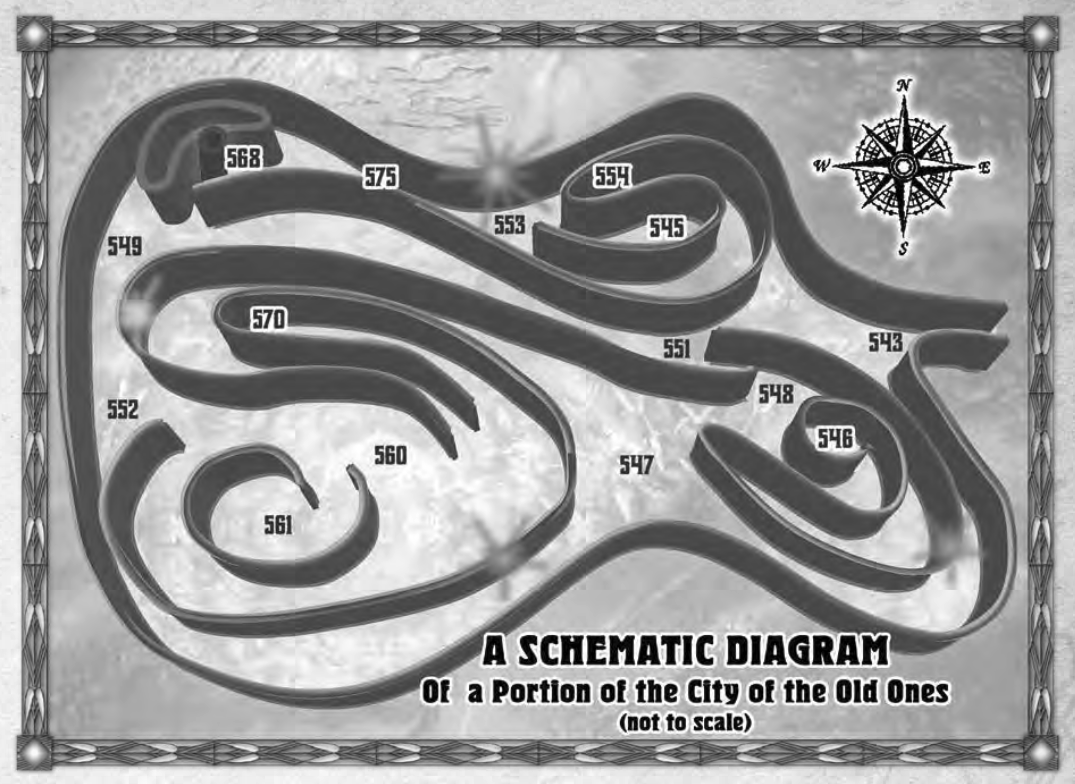 N
W
E
S
568
575
554
553
545
549
570
551
543
548
552
546
560
547
561
A SCHEMATIC DIAGRAM
Of a Portion of the City of the Old Ones
(not to scale)